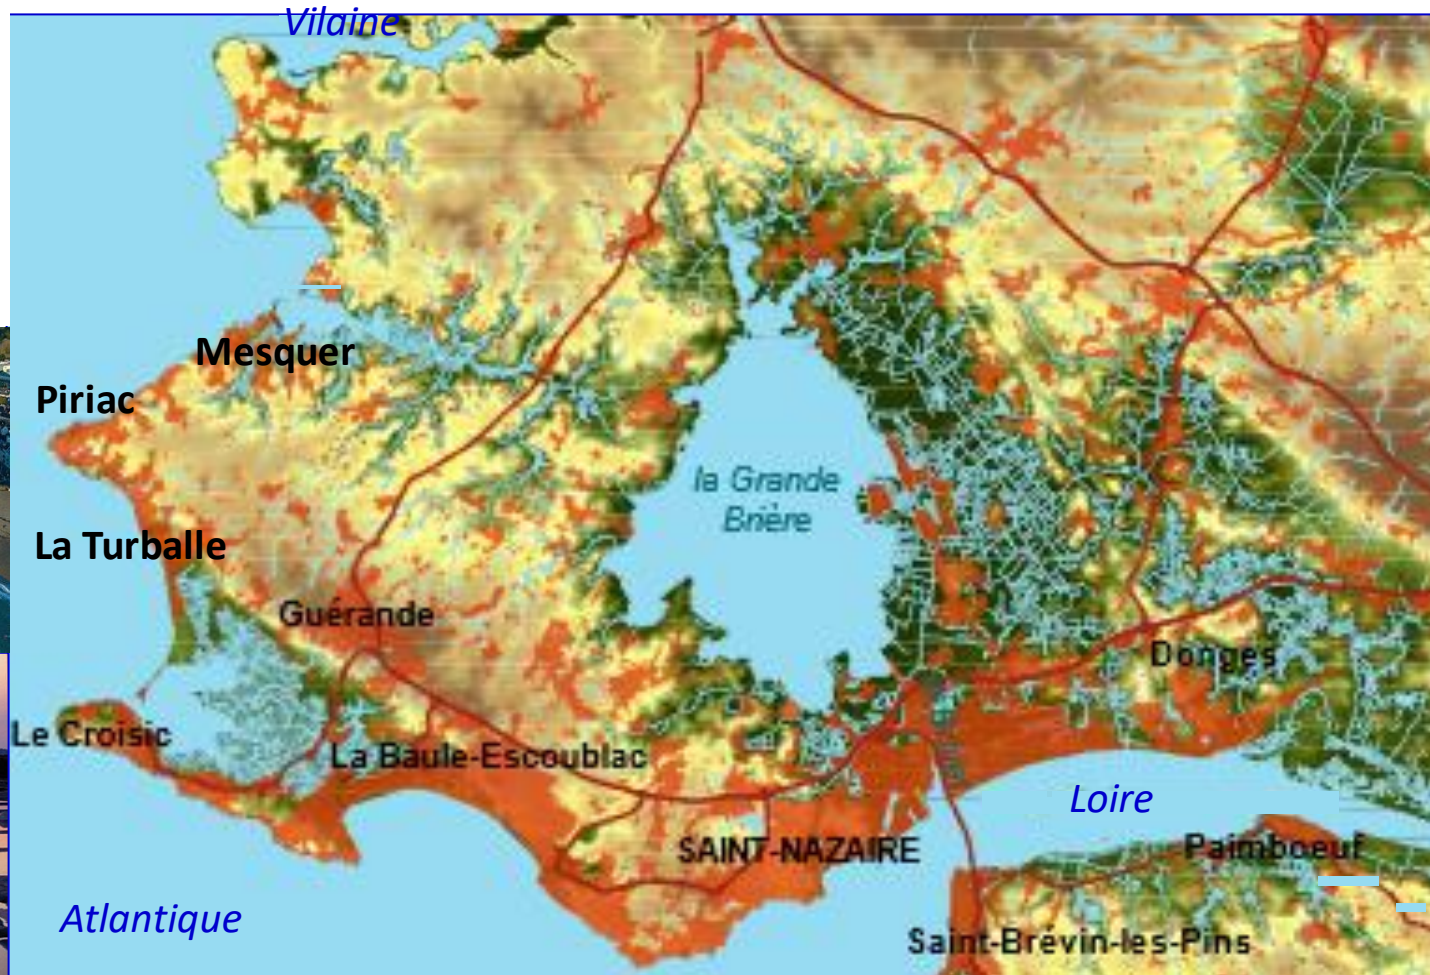 Vilaine
Mesquer
Piriac
la Grande
Brière
La Turballe
Guérande
Donges
Le Croisic
La Baule-Escoublac
Loire
SAINT-NAZAIRE
Paimboeuf
Atlantique
Saint-Brévin-les-Pins